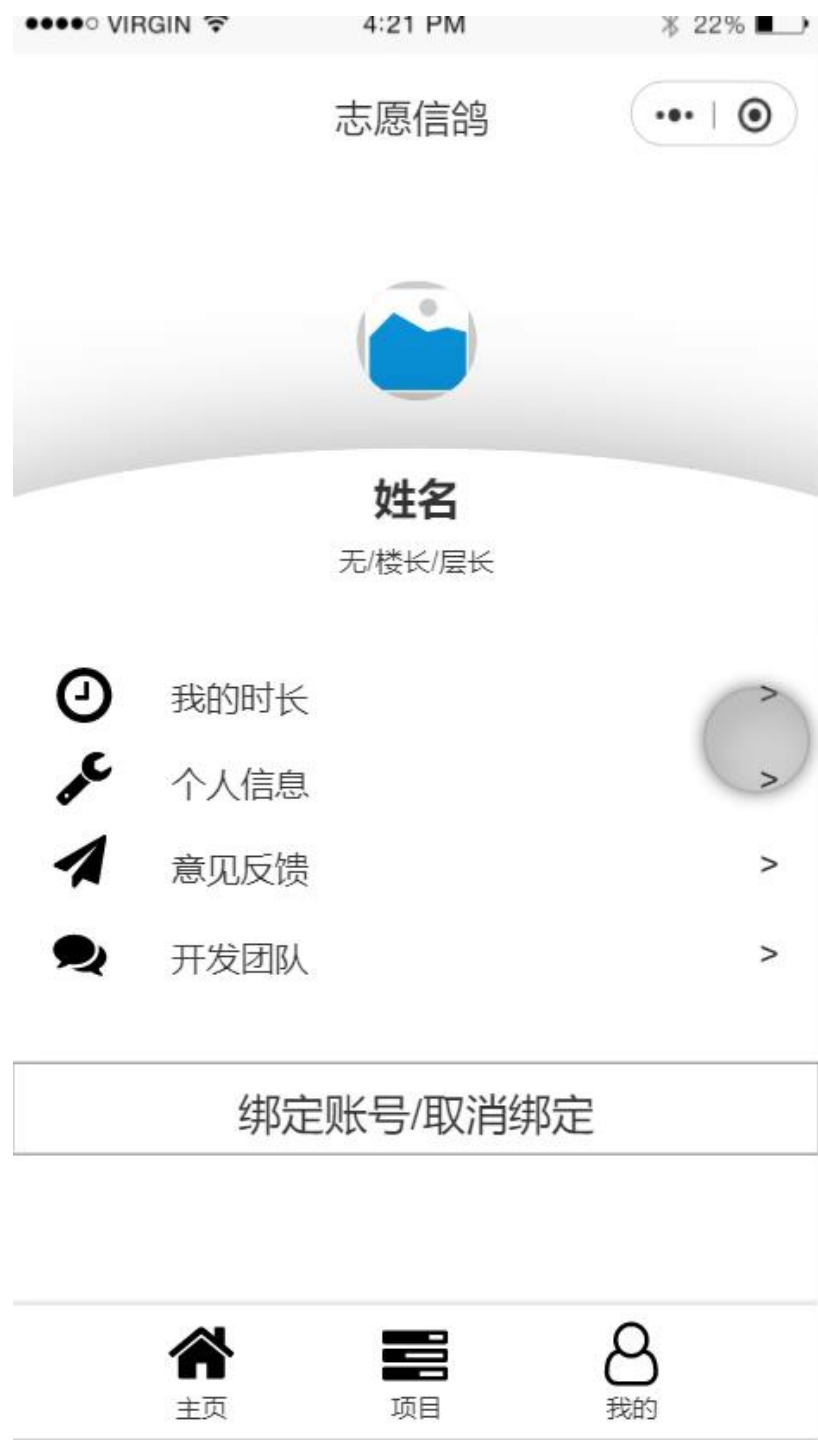 VIRGIN 4:21 PM 22%
志愿信鸽
姓名
无/楼长/层长
我的时长 >
个人信息 >
意见反馈 >
开发团队 >
绑定账号/取消绑定
主页 项目 我的